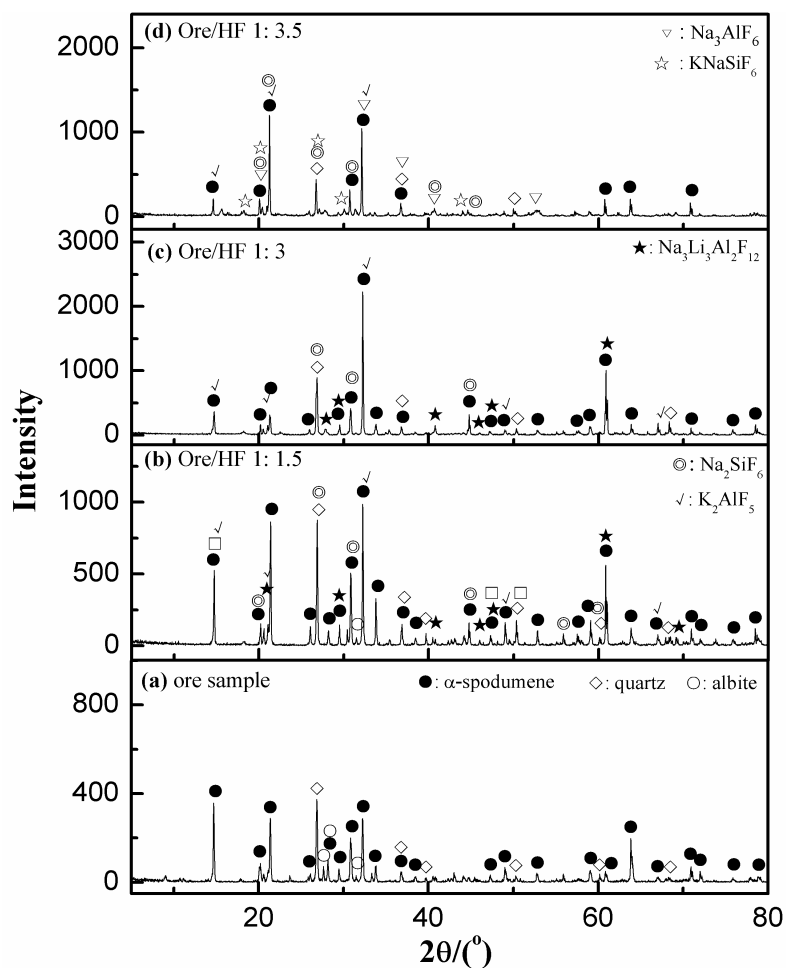 (d) Ore/HF 1: 3.5
▽ : Na₃AlF₆
☆ : KNaSiF₆
2000
1000
0
(c) Ore/HF 1: 3
★: Na₃Li₃Al₂F₁₂
3000
2000
1000
0
(b) Ore/HF 1: 1.5
◎: Na₂SiF₆
√ : K₂AlF₅
1000
500
0
(a) ore sample
●: α-spodumene ◇: quartz ○: albite
800
400
0
Intensity
20 40 60 80
2θ/(°)